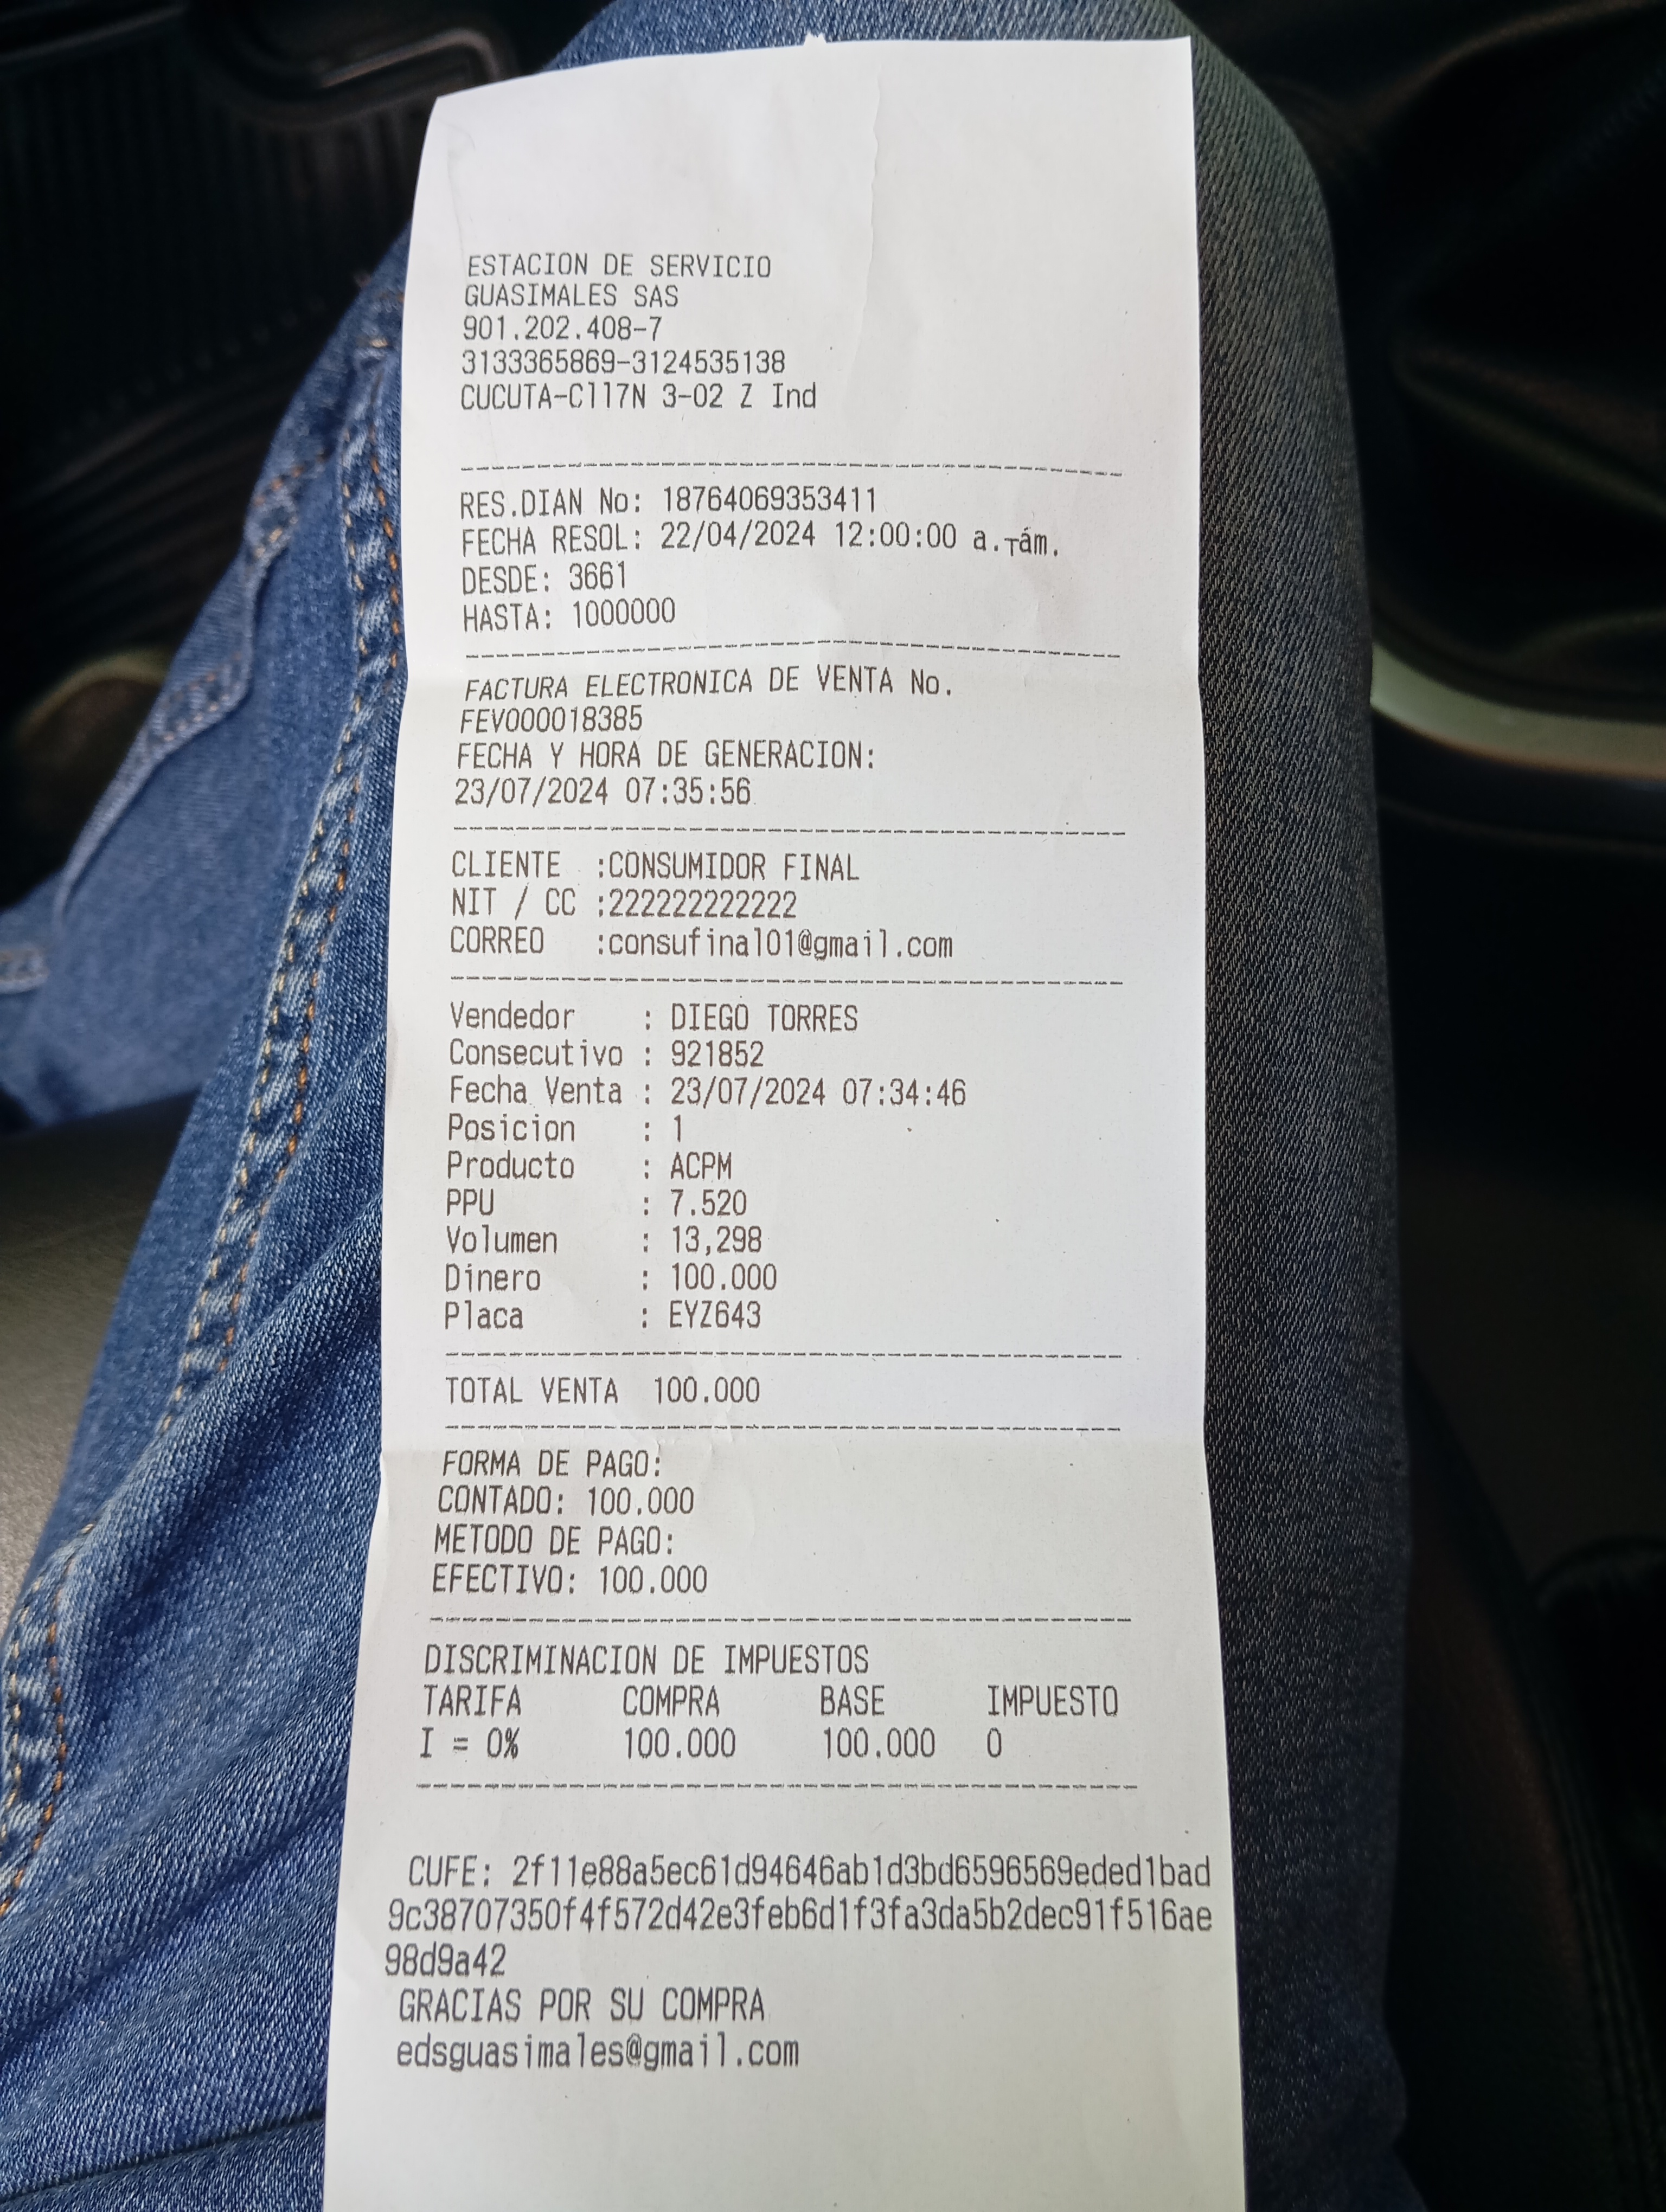 ESTACION DE SERVICIO
GUASIMALES SAS
901.202.408-7
3133365869-3124535138
CUCUTA-Cll7N 3-02 Z Ind
RES.DIAN No: 18764069353411
FECHA RESOL: 22/04/2024 12:00:00 a.┬ám.
DESDE: 3661
HASTA: 1000000
FACTURA ELECTRONICA DE VENTA No.
FEV000018385
FECHA Y HORA DE GENERACION:
23/07/2024 07:35:56
CLIENTE :CONSUMIDOR FINAL
NIT / CC :222222222222
CORREO :consufinal01@gmail.com
Vendedor : DIEGO TORRES
Consecutivo : 921852
Fecha Venta : 23/07/2024 07:34:46
Posicion : 1
Producto : ACPM
PPU : 7.520
Volumen : 13,298
Dinero : 100.000
Placa : EYZ643
TOTAL VENTA 100.000
FORMA DE PAGO:
CONTADO: 100.000
METODO DE PAGO:
EFECTIVO: 100.000
DISCRIMINACION DE IMPUESTOS
TARIFA COMPRA BASE IMPUESTO
I = 0% 100.000 100.000 0
CUFE: 2f11e88a5ec61d94646ab1d3bd6596569eded1bad
9c38707350f4f572d42e3feb6d1f3fa3da5b2dec91f516ae
98d9a42
GRACIAS POR SU COMPRA
edsguasimales@gmail.com